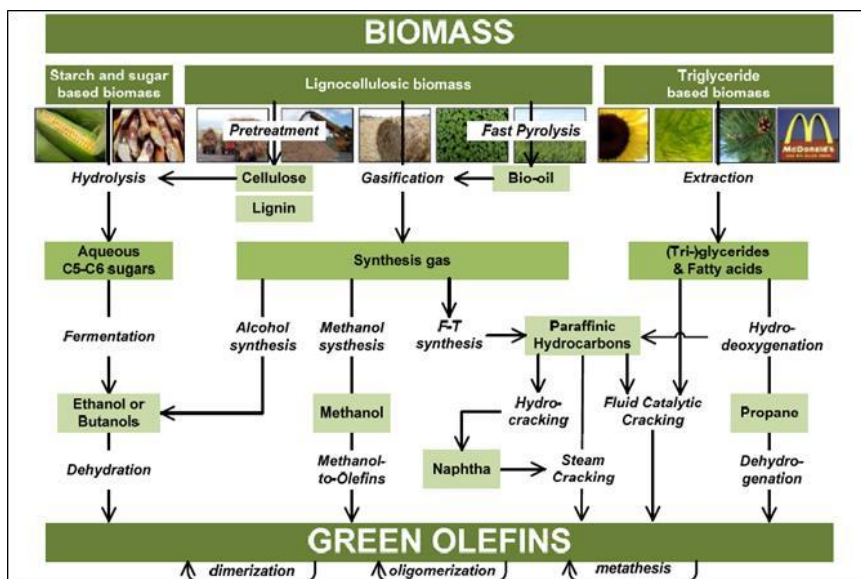 BIOMASS
Starch and sugar
based biomass
Lignocellulosic biomass
Triglyceride
based biomass
Pretreatment
Fast Pyrolysis
McDonald's
Hydrolysis
Cellulose
Gasification
Bio-oil
Extraction
Lignin
Aqueous
C5-C6 sugars
Synthesis gas
(Tri-)glycerides
& Fatty acids
Fermentation
Alcohol
synthesis
Methanol
systhesis
F-T
synthesis
Paraffinic
Hydrocarbons
Hydro-
deoxygenation
Ethanol or
Butanols
Methanol
Hydro-
cracking
Fluid Catalytic
Cracking
Propane
Dehydration
Methanol-
to-Olefins
Naphtha
Steam
Cracking
Dehydro-
genation
GREEN OLEFINS
dimerization
oligomerization
metathesis